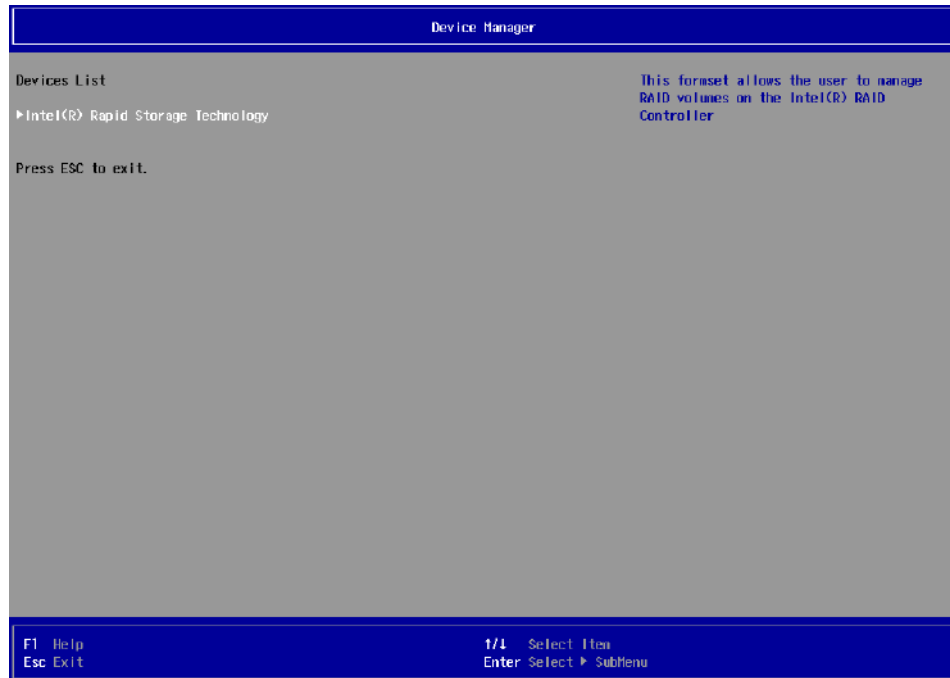 Device Manager
Devices List
▶Intel(R) Rapid Storage Technology
Press ESC to exit.
This formset allows the user to manage
RAID volumes on the Intel(R) RAID
Controller
F1 Help
Esc Exit
↑/↓ Select Item
Enter Select ▶ SubMenu